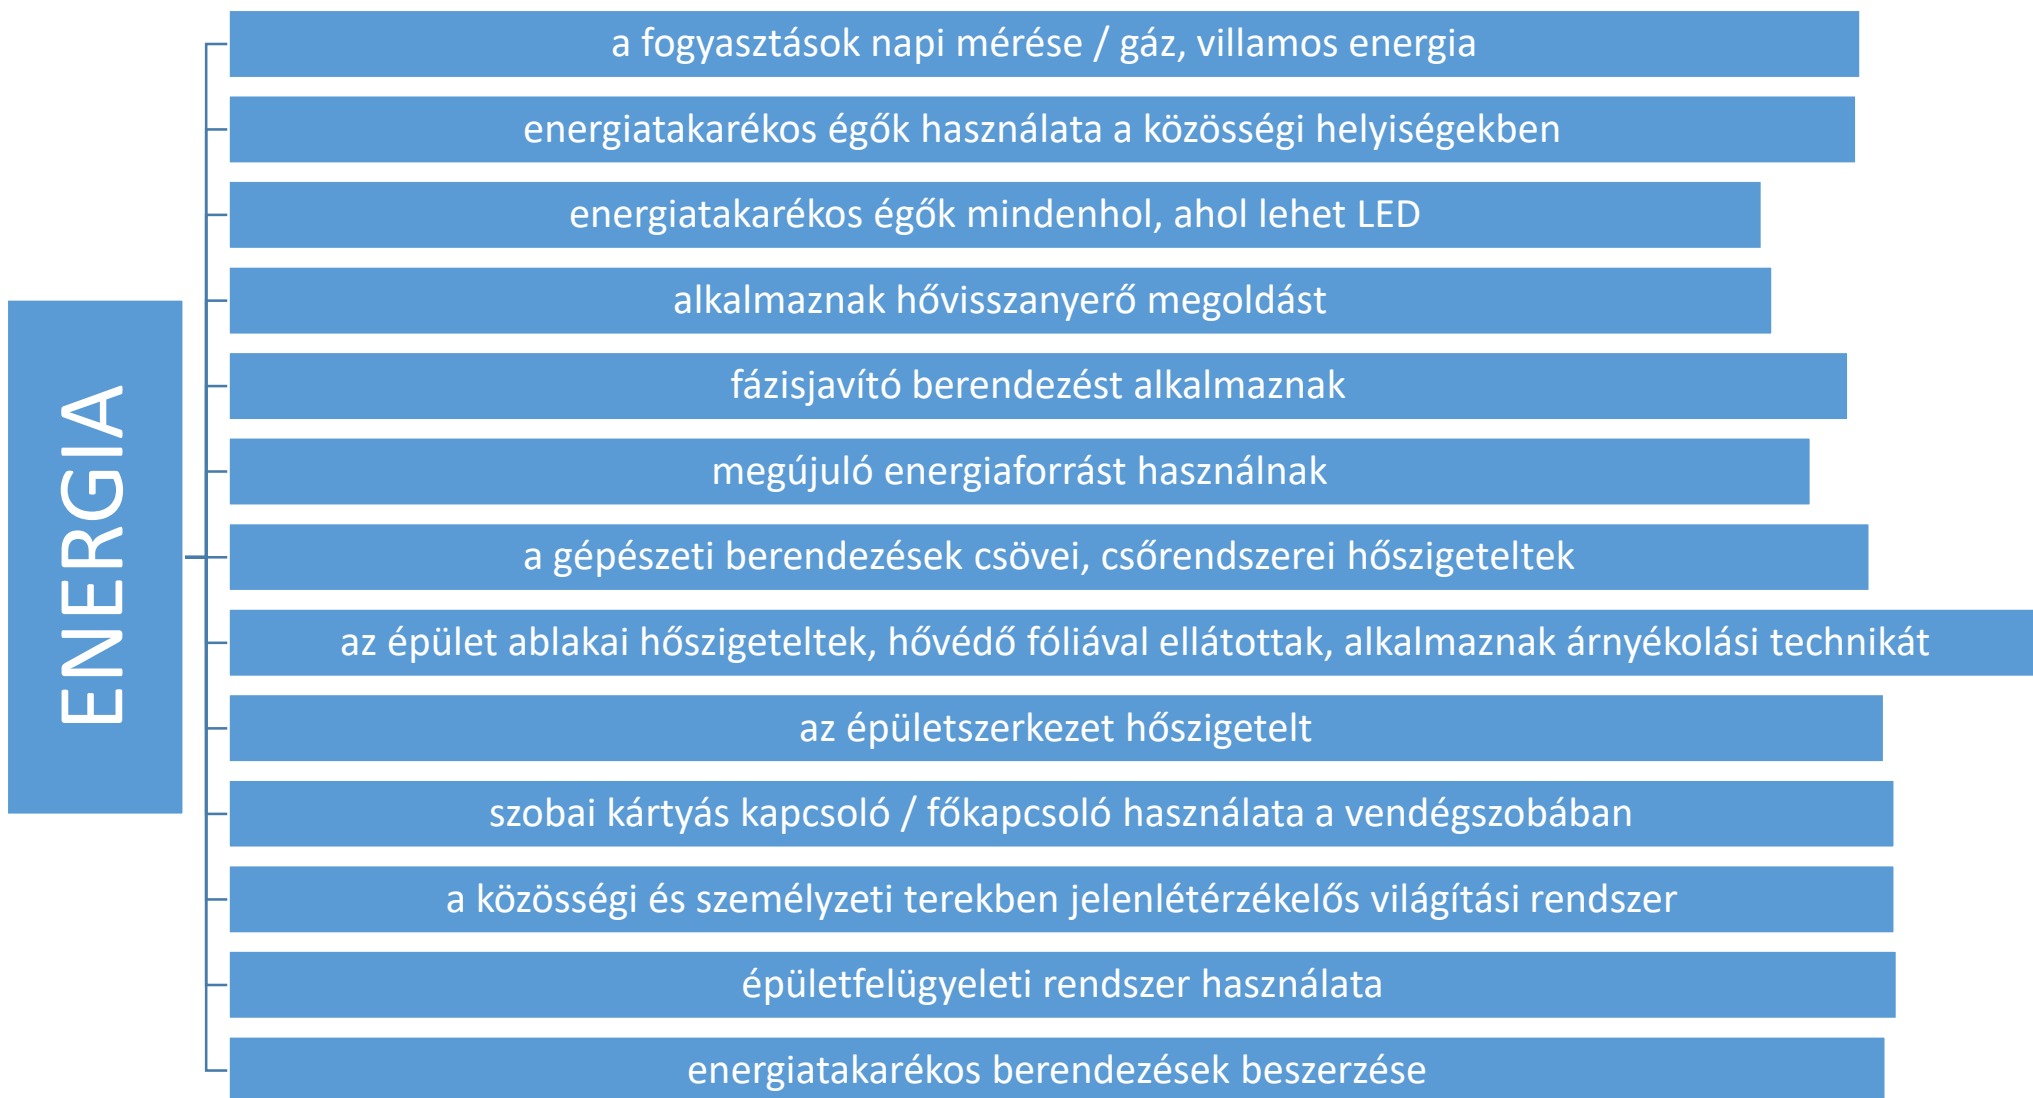 ENERGIA
a fogyasztások napi mérése / gáz, villamos energia
energiatakarékos égők használata a közösségi helyiségekben
energiatakarékos égők mindenhol, ahol lehet LED
alkalmaznak hővisszanyerő megoldást
fázisjavító berendezést alkalmaznak
megújuló energiaforrást használnak
a gépészeti berendezések csövei, csőrendszerei hőszigeteltek
az épület ablakai hőszigeteltek, hővédő fóliával ellátottak, alkalmaznak árnyékolási technikát
az épületszerkezet hőszigetelt
szobai kártyás kapcsoló / főkapcsoló használata a vendégszobában
a közösségi és személyzeti terekben jelenlétérzékelős világítási rendszer
épületfelügyeleti rendszer használata
energiatakarékos berendezések beszerzése